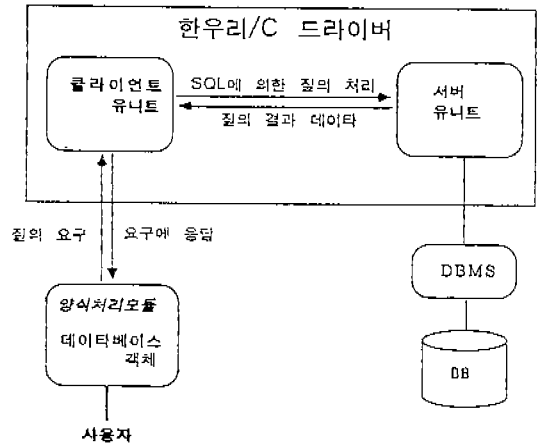 한우리/C 드라이버
클라이언트
유니트
SQL에 의한 질의 처리
질의 결과 데이타
서버
유니트
질의 요구
요구에 응답
DBMS
양식처리모듈
데이타베이스
객체
DB
사용자